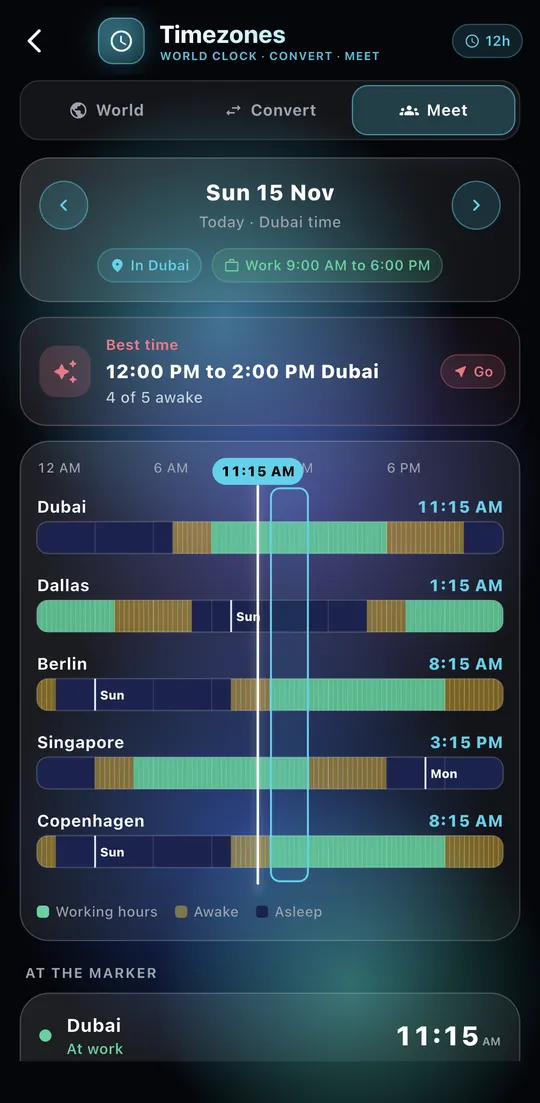 Timezones
WORLD CLOCK · CONVERT · MEET
12h
World
Convert
Meet
Sun 15 Nov
Today · Dubai time
In Dubai
Work 9:00 AM to 6:00 PM
Best time
12:00 PM to 2:00 PM Dubai
4 of 5 awake
Go
12 AM 6 AM 11:15 AM M 6 PM
Dubai 11:15 AM
Dallas 1:15 AM
Sun
Berlin 8:15 AM
Sun
Singapore 3:15 PM
Mon
Copenhagen 8:15 AM
Sun
Working hours Awake Asleep
AT THE MARKER
Dubai
At work
11:15 AM